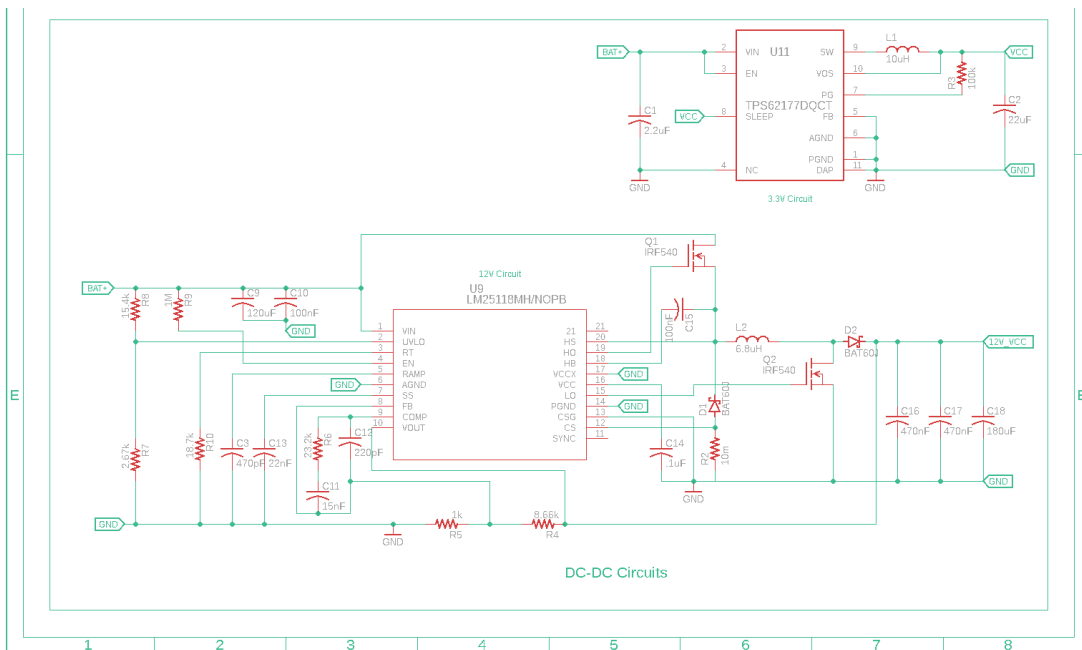 BAT+
2 VIN
U11
SW 9
L1
10uH
VCC
3 EN
VOS 10
R3
100k
PG 7
TPS62177DQCT
C1
2.2uF
VCC
8 SLEEP
FB 5
C2
22uF
AGND 6
PGND 1
4 NC
DAP 11
GND
GND
GND
3.3V Circuit
Q1
IRF540
12V Circuit
U9
LM25118MH/NOPB
BAT+
15.4k
R8
1M
R9
C9
120uF
C10
100nF
GND
100nF
C15
1 VIN
21 21
2 UVLO
HS 20
3 RT
HO 19
4 EN
HB 18
5 RAMP
VCCX 17
GND
6 AGND
GND
VCC 16
7 SS
LO 15
8 FB
PGND 14
GND
9 COMP
CSG 13
10 VOUT
CS 12
SYNC 11
L2
6.8uH
Q2
IRF540
D2
BAT60J
12V_VCC
D1
BAT60J
R2
10m
C14
.1uF
C16
470nF
C17
470nF
C18
180uF
GND
GND
2.67k
R7
18.7k
R10
C3
470pF
C13
22nF
23.2k
R6
C12
220pF
C11
15nF
GND
GND
1k
R5
8.66k
R4
DC-DC Circuits
E
E
1 2 3 4 5 6 7 8